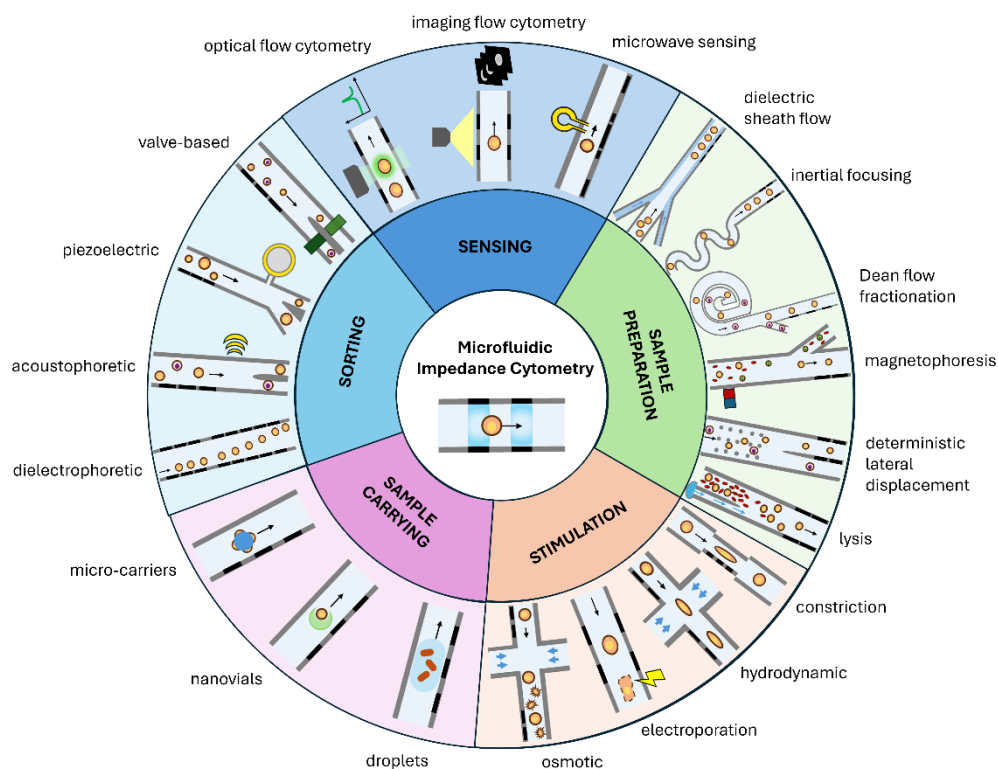 imaging flow cytometry
optical flow cytometry
microwave sensing
dielectric
sheath flow
valve-based
inertial focusing
piezoelectric
SENSING
Dean flow
fractionation
SORTING
SAMPLE
PREPARATION
Microfluidic
Impedance Cytometry
acoustophoretic
magnetophoresis
dielectrophoretic
deterministic
lateral
displacement
SAMPLE
CARRYING
STIMULATION
lysis
micro-carriers
constriction
nanovials
hydrodynamic
electroporation
droplets
osmotic